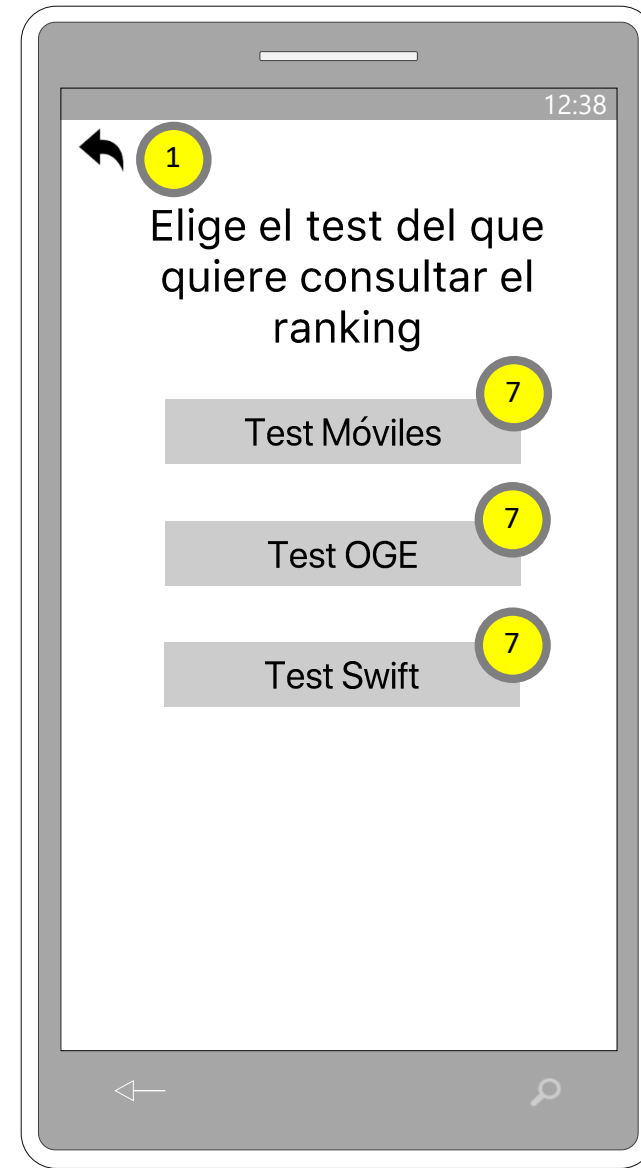 12:38
1
Elige el test del que
quiere consultar el
ranking
7
Test Móviles
7
Test OGE
7
Test Swift